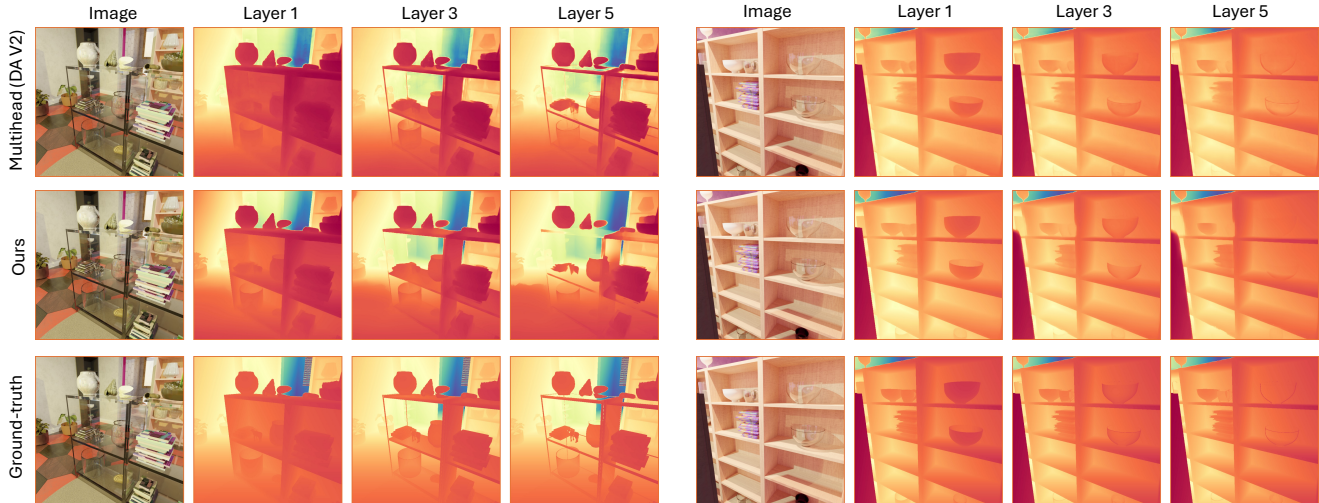 Image Layer 1 Layer 3 Layer 5 Image Layer 1 Layer 3 Layer 5
Multihead (DA V2)
Ours
Ground-truth